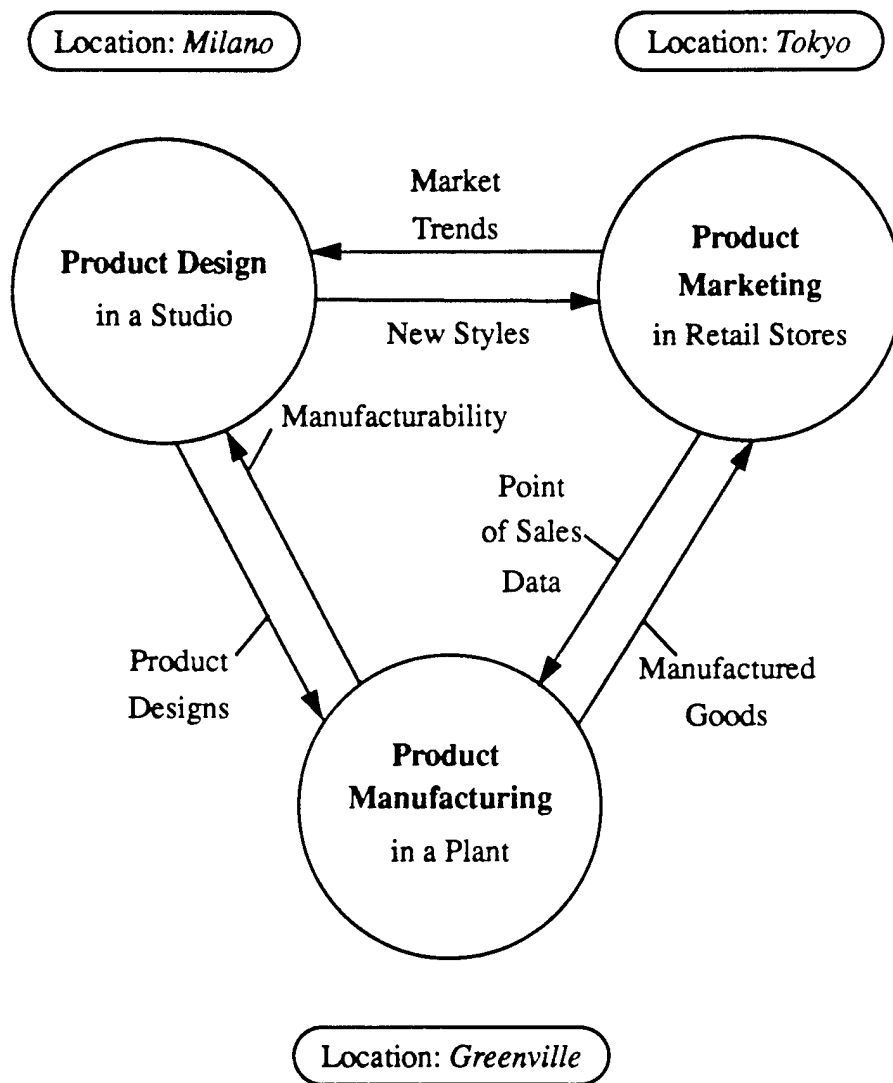 Location: Milano
Location: Tokyo
Market
Trends
Product Design
in a Studio
Product
Marketing
in Retail Stores
New Styles
Manufacturability
Point
of Sales
Data
Product
Designs
Manufactured
Goods
Product
Manufacturing
in a Plant
Location: Greenville